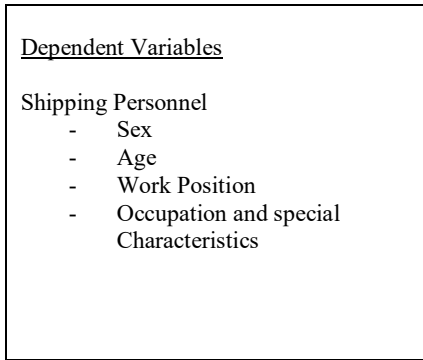 Dependent Variables
Shipping Personnel
- Sex
- Age
- Work Position
- Occupation and special
Characteristics